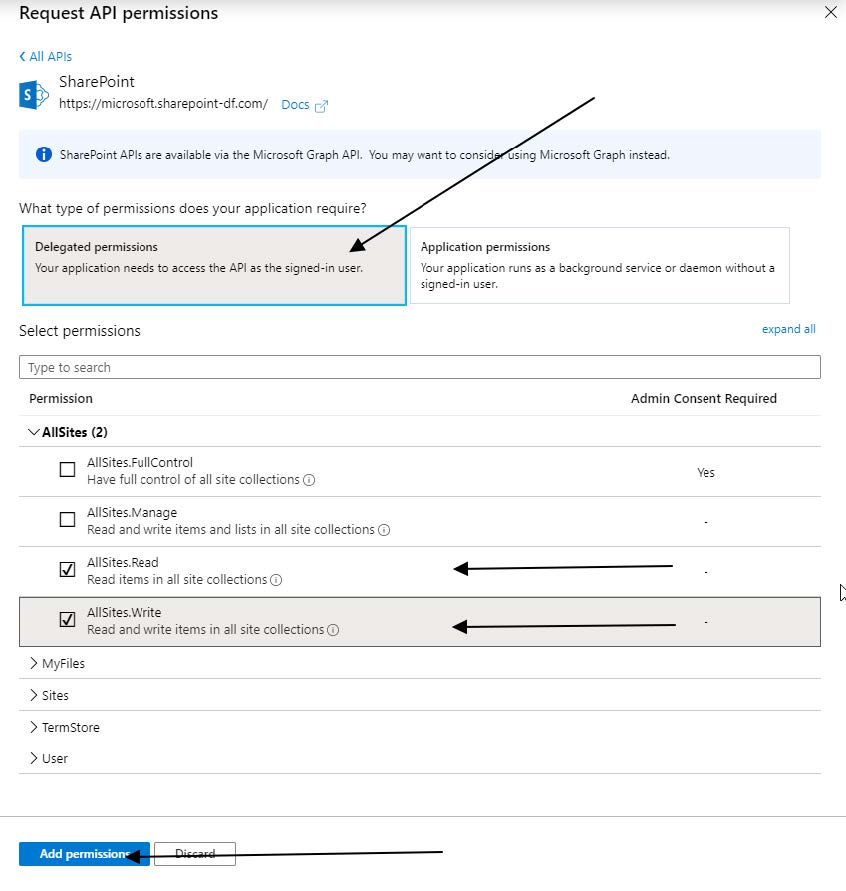 Request API permissions
All APIs
S
SharePoint
https://microsoft.sharepoint-df.com/ Docs
SharePoint APIs are available via the Microsoft Graph API. You may want to consider using Microsoft Graph instead.
What type of permissions does your application require?
Delegated permissions
Your application needs to access the API as the signed-in user.
Application permissions
Your application runs as a background service or daemon without a
signed-in user.
Select permissions
expand all
Type to search
Permission Admin Consent Required
AllSites (2)
AllSites.FullControl
Have full control of all site collections
Yes
AllSites.Manage
Read and write items and lists in all site collections
-
AllSites.Read
Read items in all site collections
-
AllSites.Write
Read and write items in all site collections
-
MyFiles
Sites
TermStore
User
Add permissions Discard